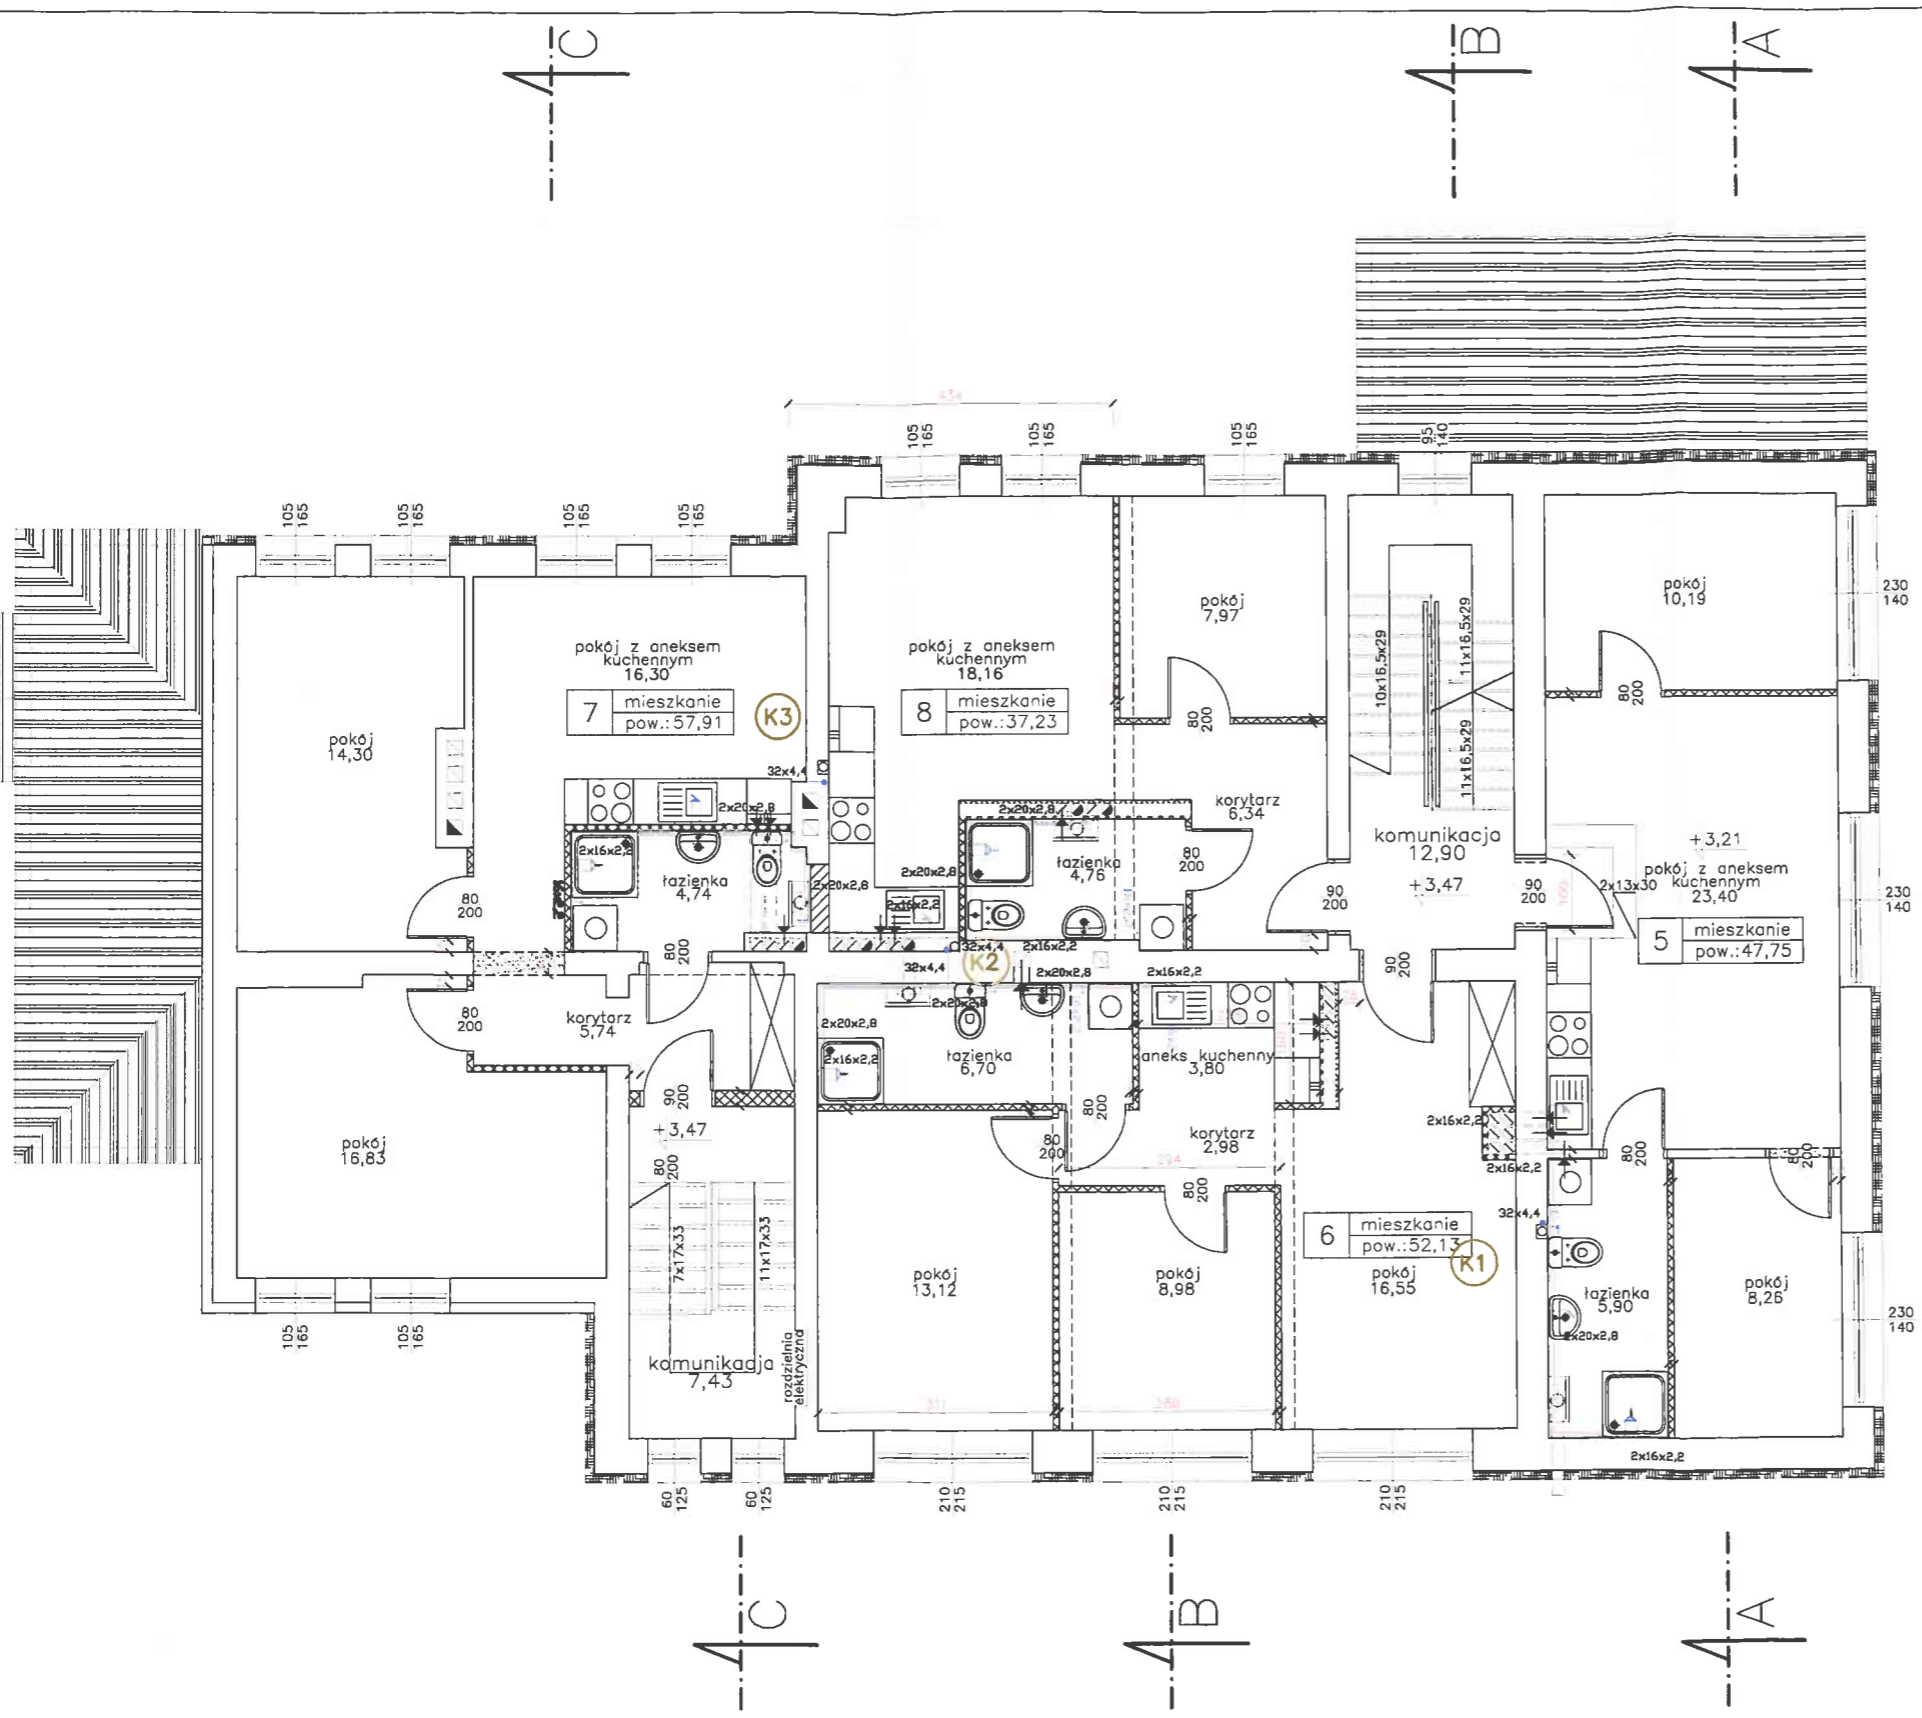 C
B
A
434
105
165
105
165
105
165
95
140
105
165
105
165
105
165
105
165
pokój
14,30
pokój z aneksem
kuchennym
16,30
7
mieszkanie
pow.:57,91
K3
pokój z aneksem
kuchennym
18,16
8
mieszkanie
pow.:37,23
pokój
7,97
80
200
10x16,5x29
11x16,5x29
11x16,5x29
pokój
10,19
80
200
230
140
32x4,4
2x20x2,8
2x16x2,2
łazienka
4,74
80
200
2x20x2,8
2x20x2,8
2x16x2,2
2x20x2,8
łazienka
4,76
80
200
korytarz
6,34
komunikacja
12,90
+3,47
90
200
90
200
2x13x30
+3,21
pokój z aneksem
kuchennym
23,40
5
mieszkanie
pow.:47,75
230
140
80
200
32x4,4
K2
32x4,4
2x16x2,2
2x20x2,8
2x16x2,2
90
200
80
200
korytarz
5,74
2x20x2,8
2x20x2,8
2x16x2,2
łazienka
6,70
aneks kuchenny
3,80
90
200
80
200
+3,47
80
200
korytarz
2,98
294
80
200
80
200
2x16x2,2
2x16x2,2
80
200
80
200
pokój
16,83
7x17x33
11x17x33
komunikacja
7,43
rozdzielnia
elektryczna
pokój
13,12
pokój
8,98
6
mieszkanie
pow.:52,13
K1
pokój
16,55
32x4,4
łazienka
5,90
2x20x2,8
pokój
8,26
230
140
105
165
105
165
311
2x16x2,2
60
125
60
125
210
215
210
215
210
215
C
B
A